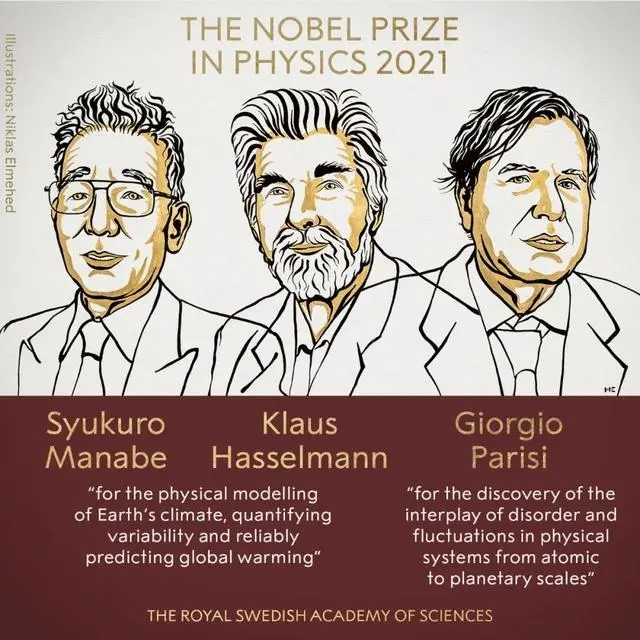 THE NOBEL PRIZE
IN PHYSICS 2021
Illustrations: Niklas Elmehed
Syukuro
Manabe
Klaus
Hasselmann
Giorgio
Parisi
“for the physical modelling
of Earth’s climate, quantifying
variability and reliably
predicting global warming”
“for the discovery of the
interplay of disorder and
fluctuations in physical
systems from atomic
to planetary scales”
THE ROYAL SWEDISH ACADEMY OF SCIENCES